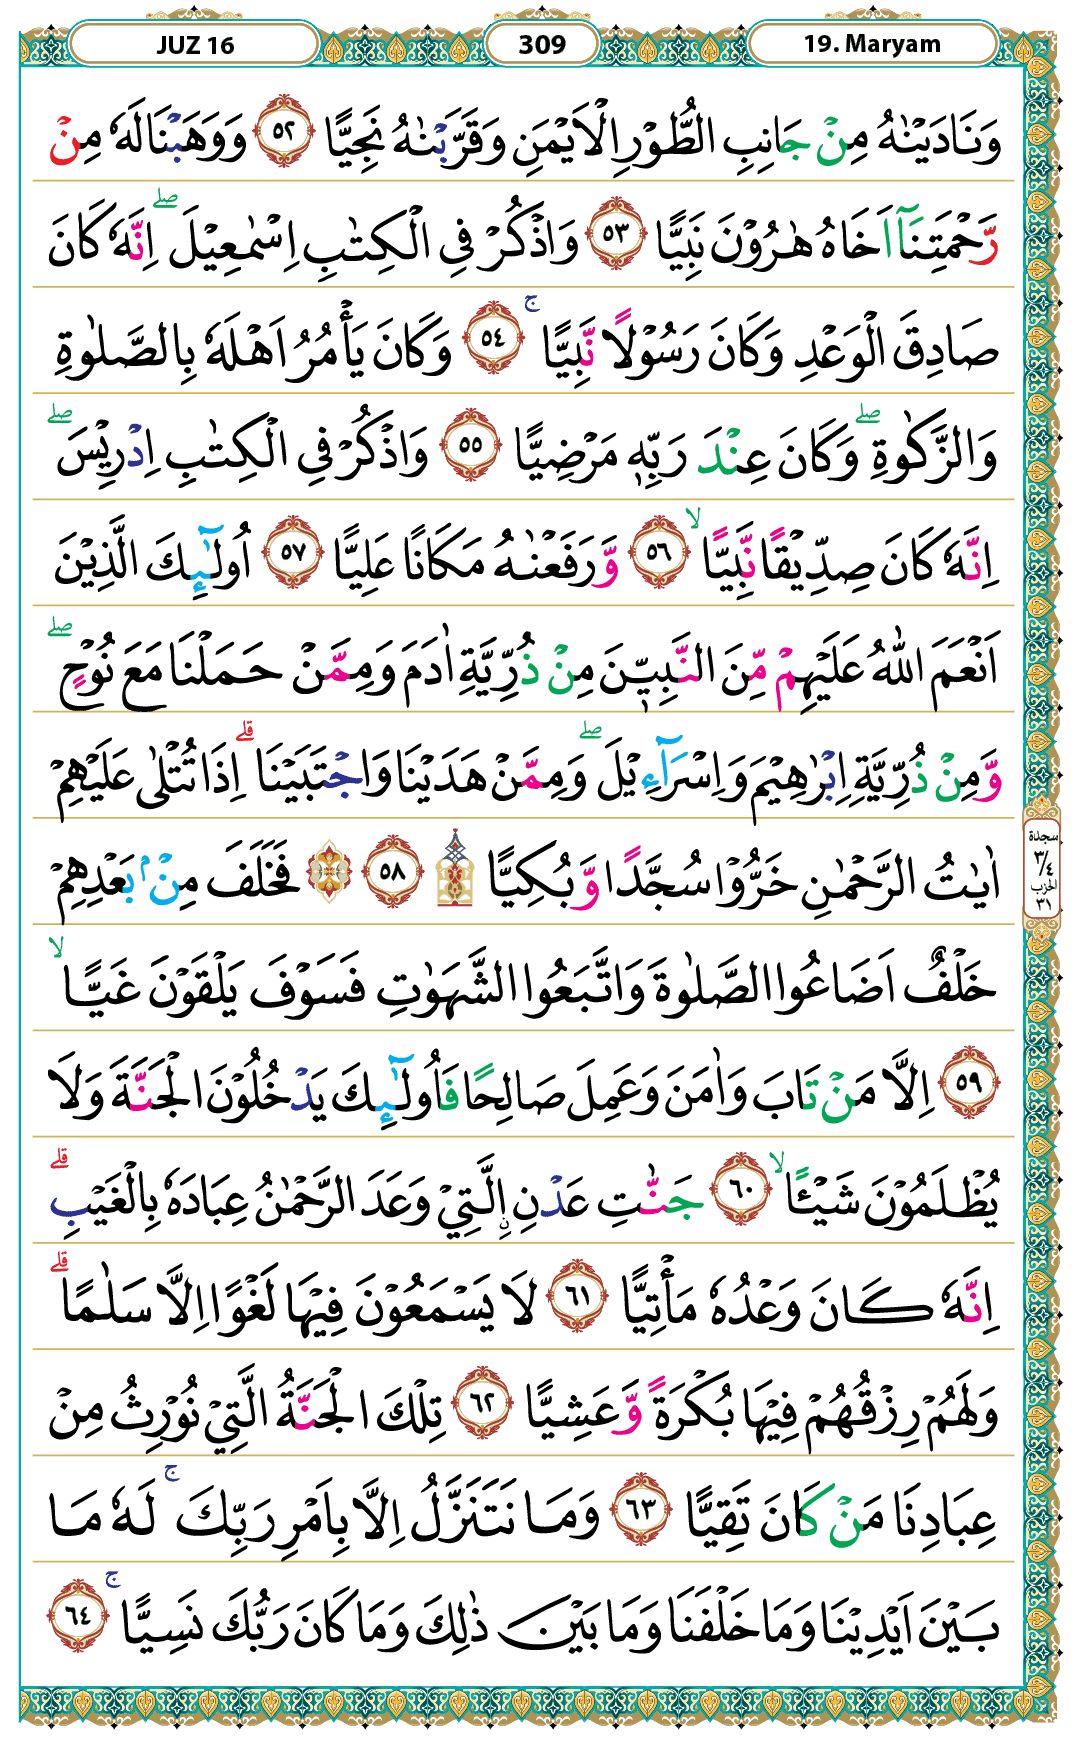 JUZ 16
309
19. Maryam
وَنَادَيْنٰهُ مِنْ جَانِبِ الطُّوْرِ الْاَيْمَنِ وَقَرَّبْنٰهُ نَجِيًّا ٥٢ وَوَهَبْنَا لَهٗ مِنْ
رَّحْمَتِنَآ اَخَاهُ هٰرُوْنَ نَبِيًّا ٥٣ وَاذْكُرْ فِى الْكِتٰبِ اِسْمٰعِيْلَ ۖ اِنَّهٗ كَانَ
صَادِقَ الْوَعْدِ وَكَانَ رَسُوْلًا نَّبِيًّا ۚ ٥٤ وَكَانَ يَأْمُرُ اَهْلَهٗ بِالصَّلٰوةِ
وَالزَّكٰوةِ ۖ وَكَانَ عِنْدَ رَبِّهٖ مَرْضِيًّا ٥٥ وَاذْكُرْ فِى الْكِتٰبِ اِدْرِيْسَ ۖ
اِنَّهٗ كَانَ صِدِّيْقًا نَّبِيًّا ۙ ٥٦ وَّرَفَعْنٰهُ مَكَانًا عَلِيًّا ٥٧ اُولٰۤىِٕكَ الَّذِيْنَ
اَنْعَمَ اللّٰهُ عَلَيْهِمْ مِّنَ النَّبِيّٖنَ مِنْ ذُرِّيَّةِ اٰدَمَ وَمِمَّنْ حَمَلْنَا مَعَ نُوْحٍ ۖ
وَّمِنْ ذُرِّيَّةِ اِبْرٰهِيْمَ وَاِسْرَآءِيْلَ ۖ وَمِمَّنْ هَدَيْنَا وَاجْتَبَيْنَا ۗ اِذَا تُتْلٰى عَلَيْهِمْ
اٰيٰتُ الرَّحْمٰنِ خَرُّوْا سُجَّدًا وَّبُكِيًّا ۩ ٥٨ ۞ فَخَلَفَ مِنْۢ بَعْدِهِمْ
سجدة
٣/٤
الحزب
٣١
خَلْفٌ اَضَاعُوا الصَّلٰوةَ وَاتَّبَعُوا الشَّهَوٰتِ فَسَوْفَ يَلْقَوْنَ غَيًّا ۙ
٥٩ اِلَّا مَنْ تَابَ وَاٰمَنَ وَعَمِلَ صَالِحًا فَاُولٰۤىِٕكَ يَدْخُلُوْنَ الْجَنَّةَ وَلَا
يُظْلَمُوْنَ شَيْـًٔا ۙ ٦٠ جَنّٰتِ عَدْنِ ࣙالَّتِيْ وَعَدَ الرَّحْمٰنُ عِبَادَهٗ بِالْغَيْبِ ۗ
اِنَّهٗ كَانَ وَعْدُهٗ مَأْتِيًّا ٦١ لَا يَسْمَعُوْنَ فِيْهَا لَغْوًا اِلَّا سَلٰمًا ۗ
وَلَهُمْ رِزْقُهُمْ فِيْهَا بُكْرَةً وَّعَشِيًّا ٦٢ تِلْكَ الْجَنَّةُ الَّتِيْ نُوْرِثُ مِنْ
عِبَادِنَا مَنْ كَانَ تَقِيًّا ٦٣ وَمَا نَتَنَزَّلُ اِلَّا بِاَمْرِ رَبِّكَ ۚ لَهٗ مَا
بَيْنَ اَيْدِيْنَا وَمَا خَلْفَنَا وَمَا بَيْنَ ذٰلِكَ وَمَا كَانَ رَبُّكَ نَسِيًّا ۚ ٦٤